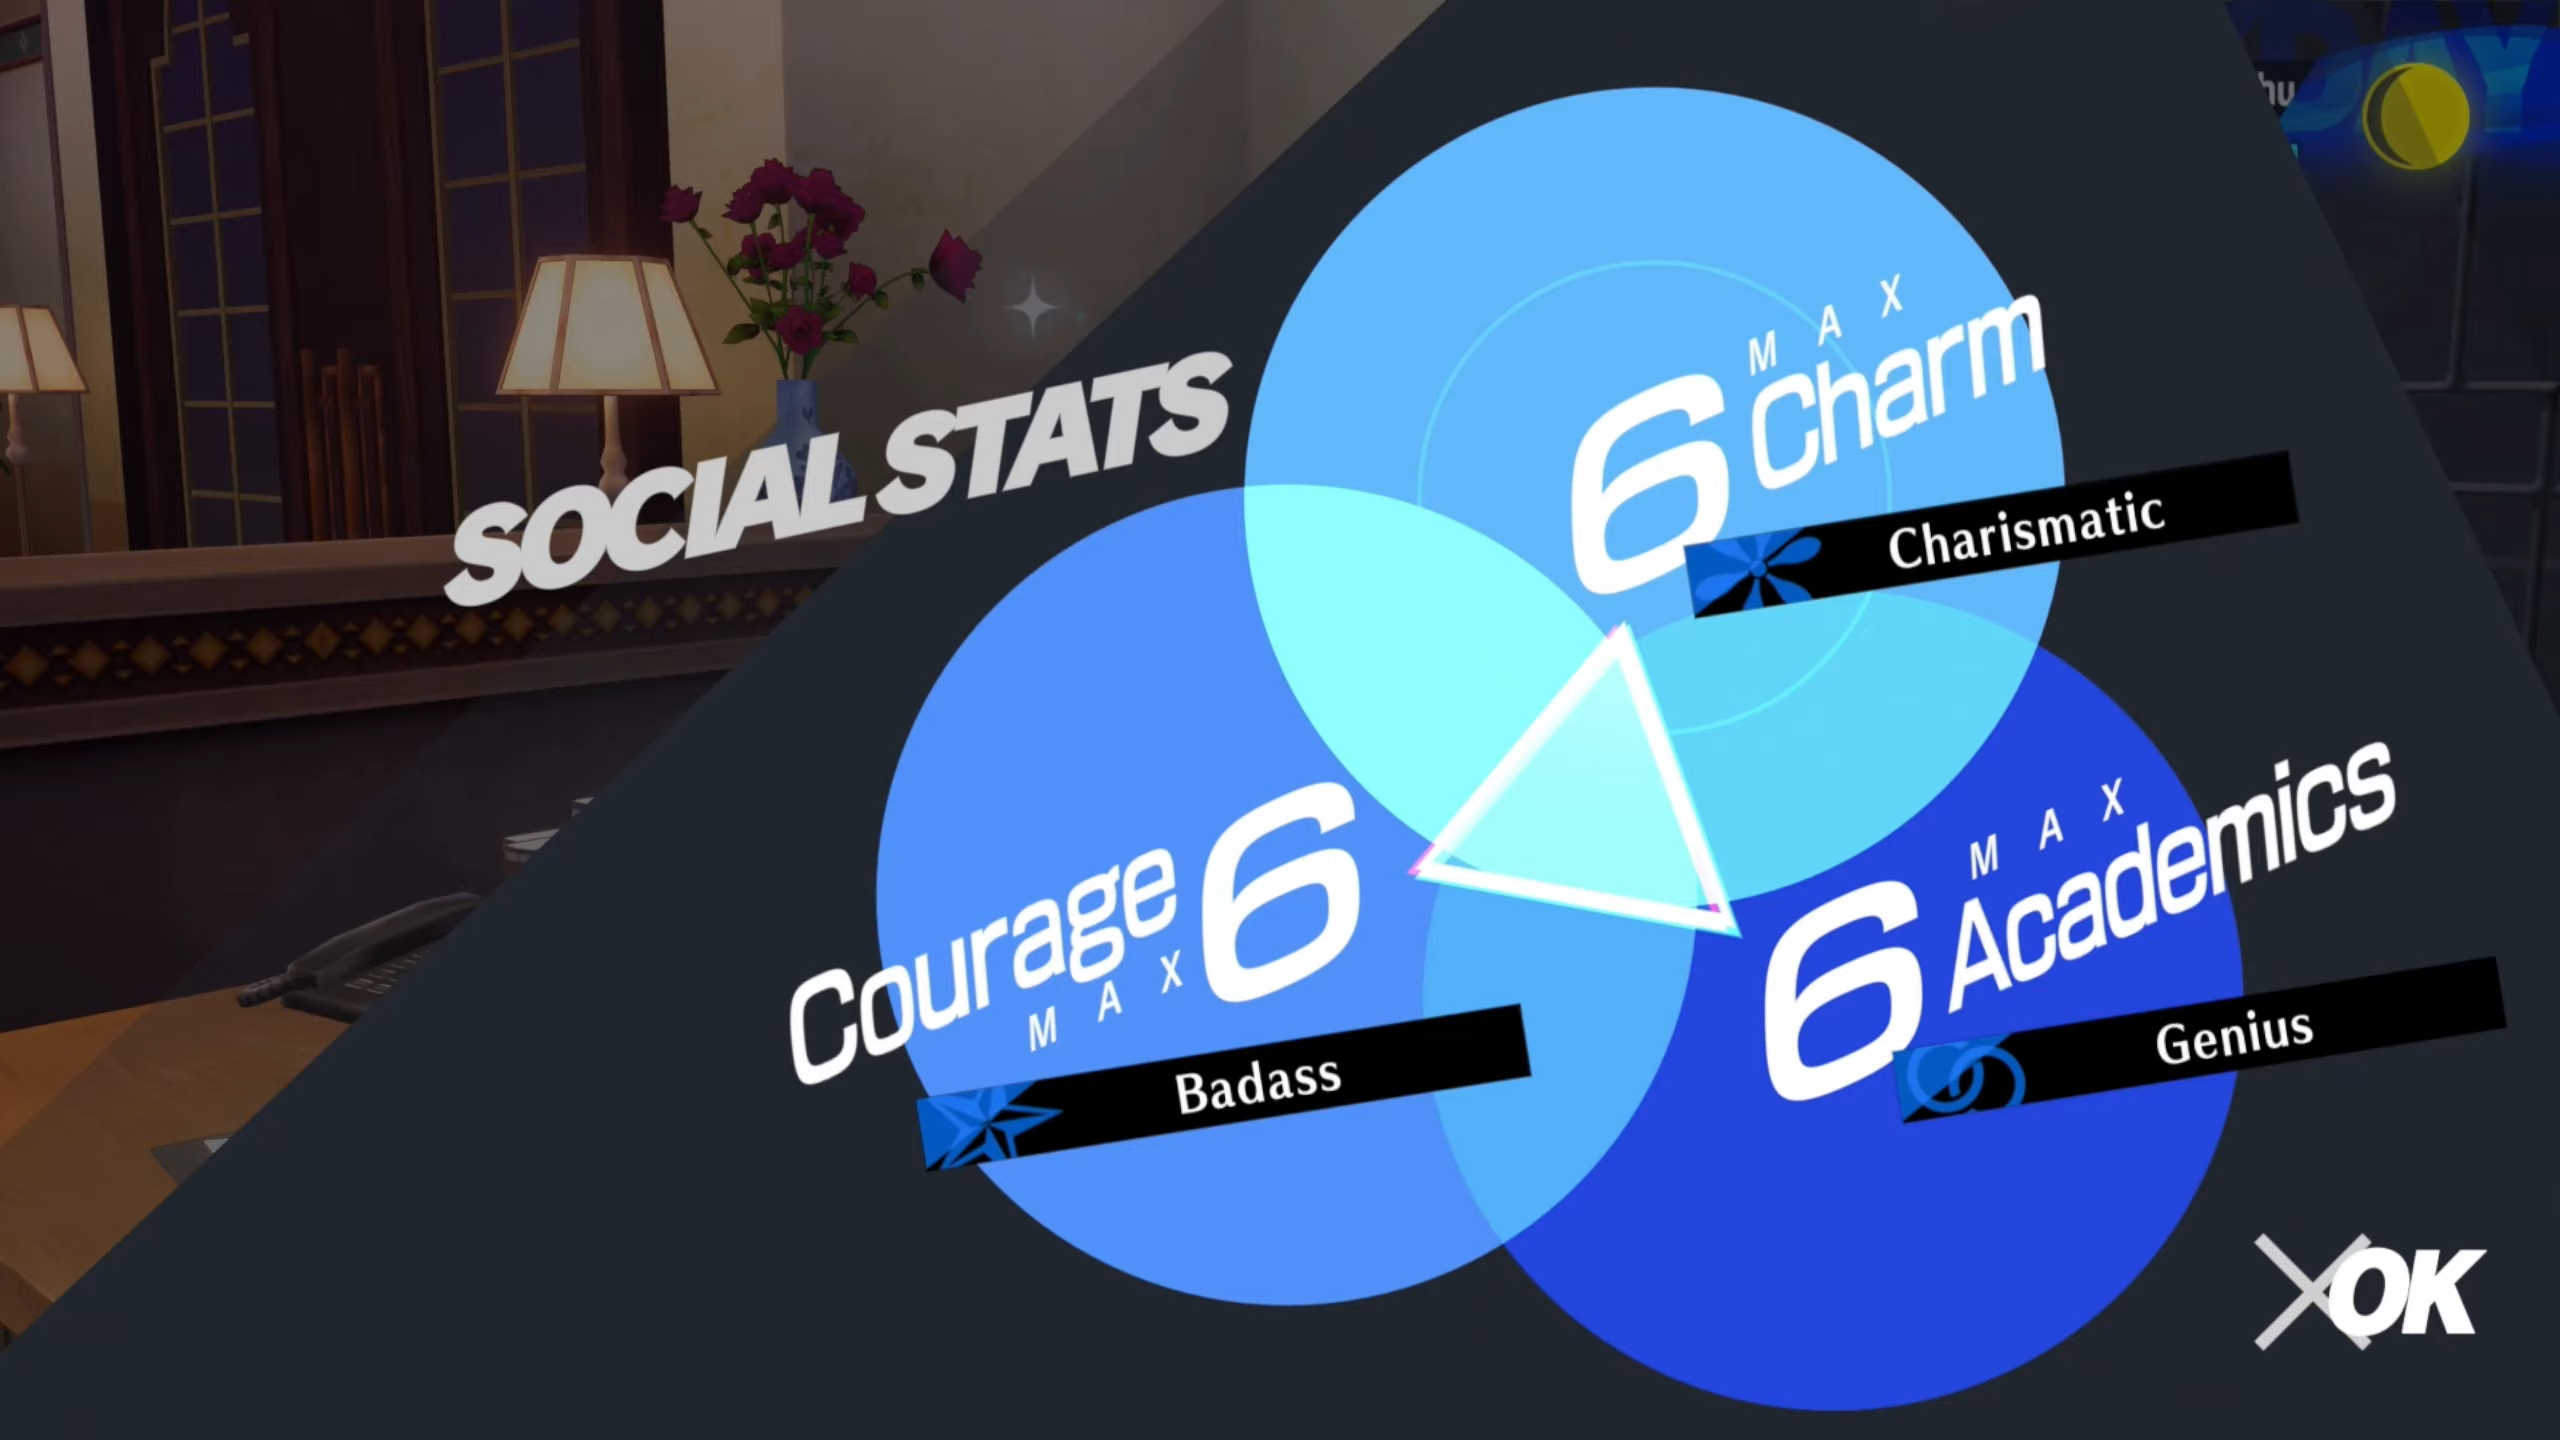 SOCIAL STATS
MAX
6 Charm
Charismatic
Courage 6
MAX
Badass
MAX
6 Academics
Genius
OK